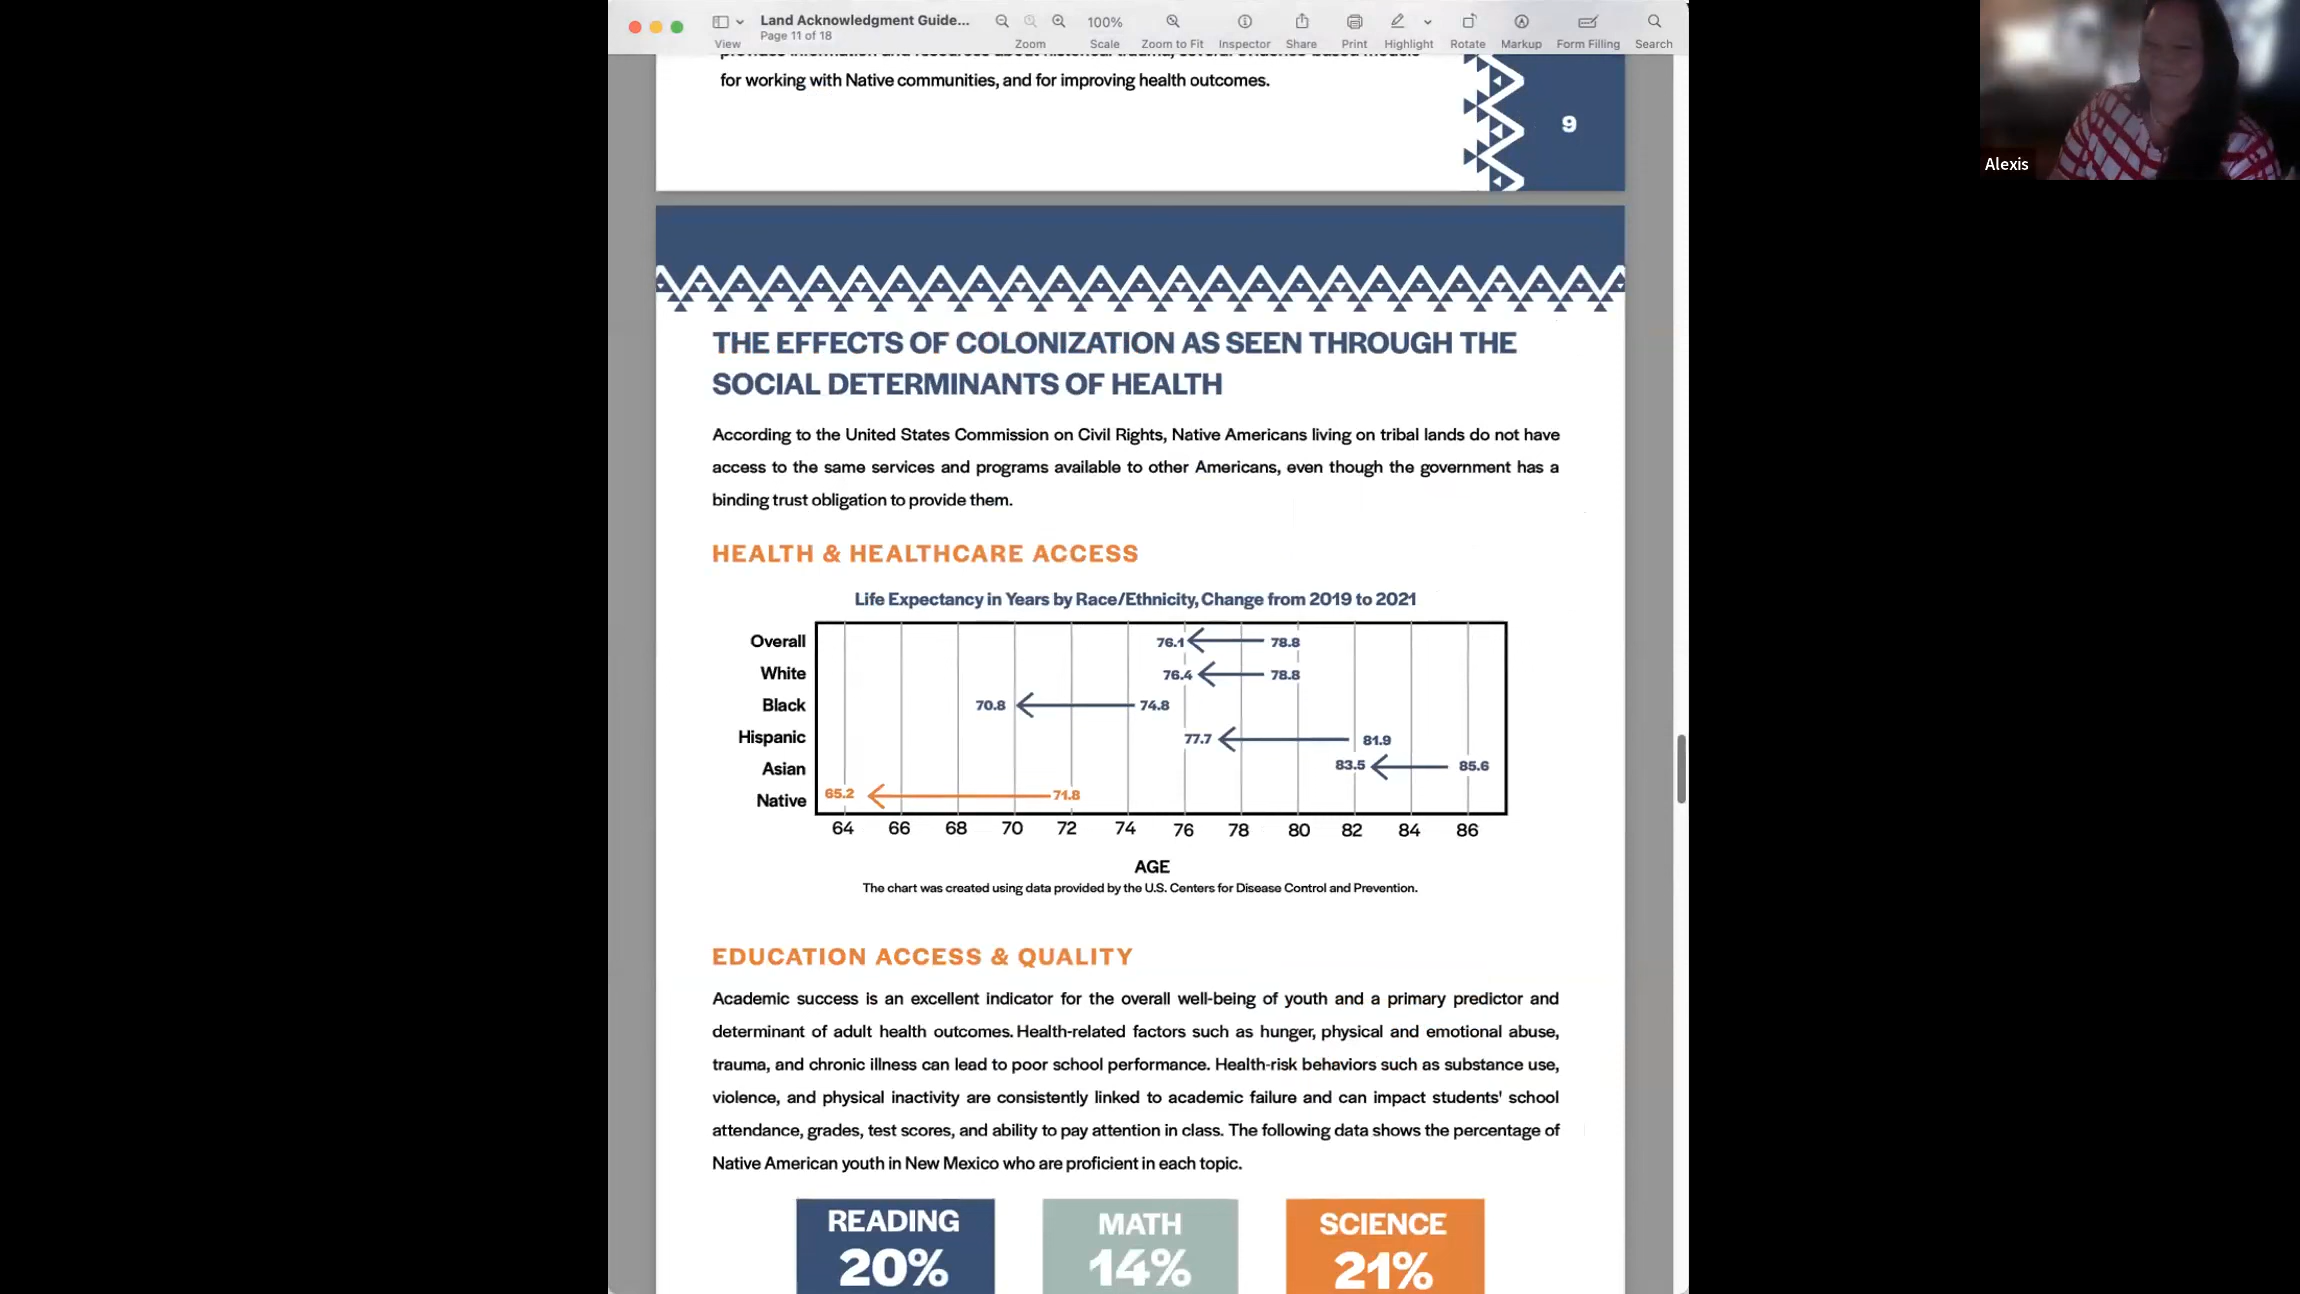 Land Acknowledgment Guide...
Page 11 of 18
100%
View
Zoom
Scale
Zoom to Fit
Inspector
Share
Print
Highlight
Rotate
Markup
Form Filling
Search
for working with Native communities, and for improving health outcomes.
9
Alexis
THE EFFECTS OF COLONIZATION AS SEEN THROUGH THE
SOCIAL DETERMINANTS OF HEALTH
According to the United States Commission on Civil Rights, Native Americans living on tribal lands do not have
access to the same services and programs available to other Americans, even though the government has a
binding trust obligation to provide them.
HEALTH & HEALTHCARE ACCESS
Life Expectancy in Years by Race/Ethnicity, Change from 2019 to 2021
Overall 76.1 78.8
White 76.4 78.8
Black 70.8 74.8
Hispanic 77.7 81.9
Asian 83.5 85.6
Native 65.2 71.8
64 66 68 70 72 74 76 78 80 82 84 86
AGE
The chart was created using data provided by the U.S. Centers for Disease Control and Prevention.
EDUCATION ACCESS & QUALITY
Academic success is an excellent indicator for the overall well-being of youth and a primary predictor and
determinant of adult health outcomes. Health-related factors such as hunger, physical and emotional abuse,
trauma, and chronic illness can lead to poor school performance. Health-risk behaviors such as substance use,
violence, and physical inactivity are consistently linked to academic failure and can impact students' school
attendance, grades, test scores, and ability to pay attention in class. The following data shows the percentage of
Native American youth in New Mexico who are proficient in each topic.
READING
20%
MATH
14%
SCIENCE
21%